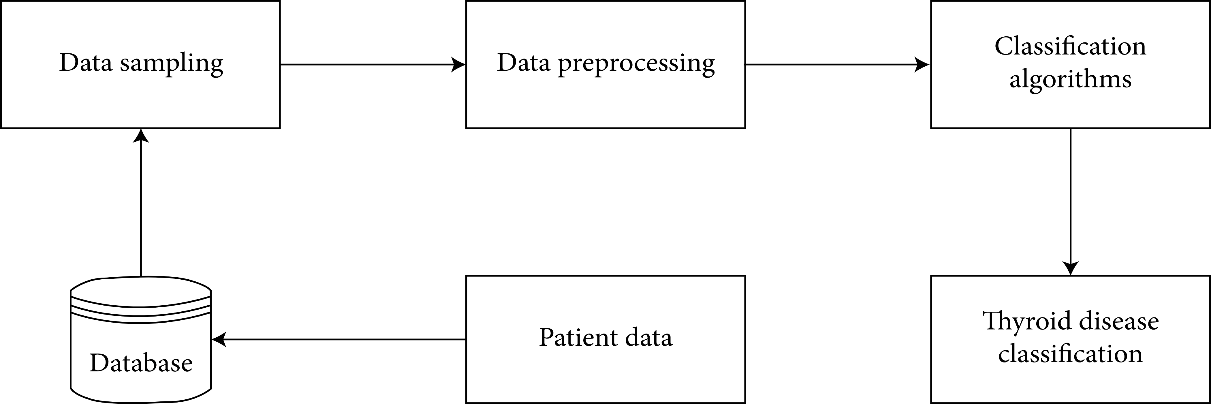 Data sampling
Data preprocessing
Classification
algorithms
Database
Patient data
Thyroid disease
classification